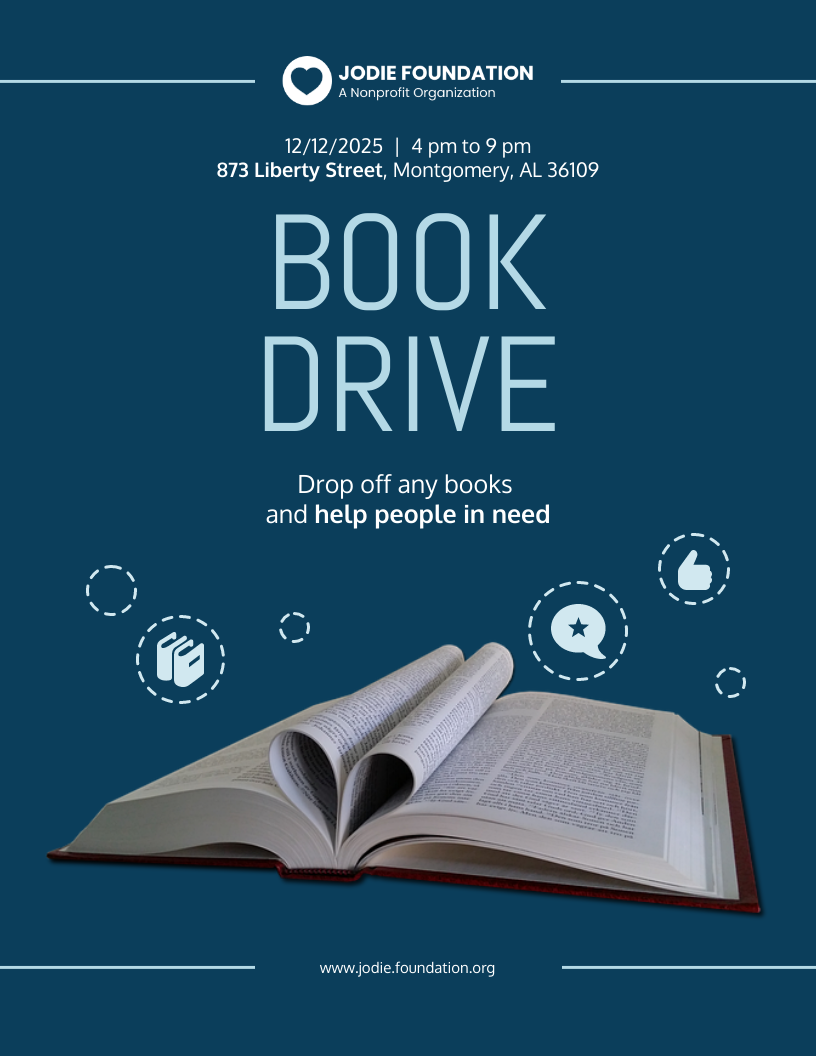 JODIE FOUNDATION
A Nonprofit Organization
12/12/2025 | 4 pm to 9 pm
873 Liberty Street, Montgomery, AL 36109
BOOK
DRIVE
Drop off any books
and help people in need
www.jodie.foundation.org